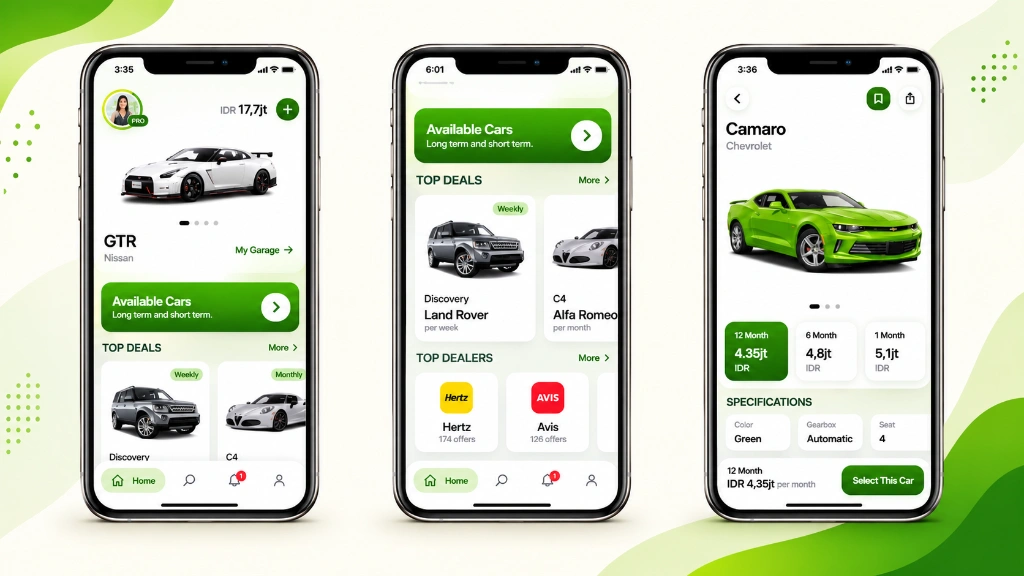 3:35
PRO
IDR 17,7jt
GTR
Nissan
My Garage
Available Cars
Long term and short term.
TOP DEALS
More
Weekly
Discovery
Monthly
C4
Home
1
6:01
Available Cars
Long term and short term.
TOP DEALS
More
Weekly
Discovery
Land Rover
per week
C4
Alfa Romeo
per month
TOP DEALERS
More
Hertz
Hertz
174 offers
AVIS
Avis
126 offers
Home
1
3:36
Camaro
Chevrolet
12 Month
4.35jt
IDR
6 Month
4,8jt
IDR
1 Month
5,1jt
IDR
SPECIFICATIONS
Color
Green
Gearbox
Automatic
Seat
4
12 Month
IDR 4,35jt per month
Select This Car